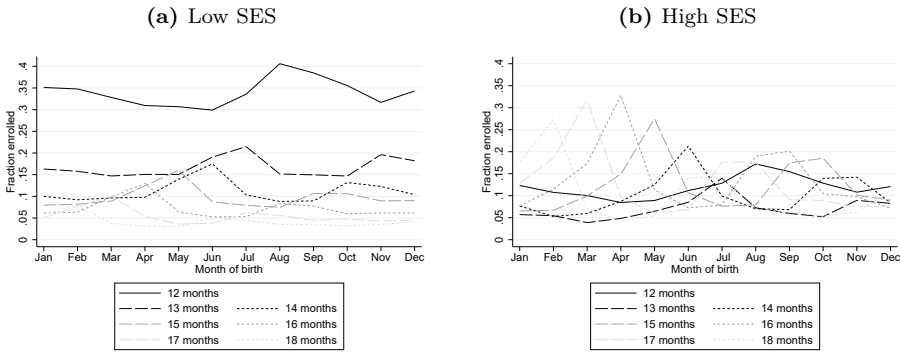 (a) Low SES
Fraction enrolled
.4
.35
.3
.25
.2
.15
.1
.05
0
Jan Feb Mar Apr May Jun Jul Aug Sep Oct Nov Dec
Month of birth
12 months
13 months 14 months
15 months 16 months
17 months 18 months
(b) High SES
Fraction enrolled
.4
.35
.3
.25
.2
.15
.1
.05
0
Jan Feb Mar Apr May Jun Jul Aug Sep Oct Nov Dec
Month of birth
12 months
13 months 14 months
15 months 16 months
17 months 18 months